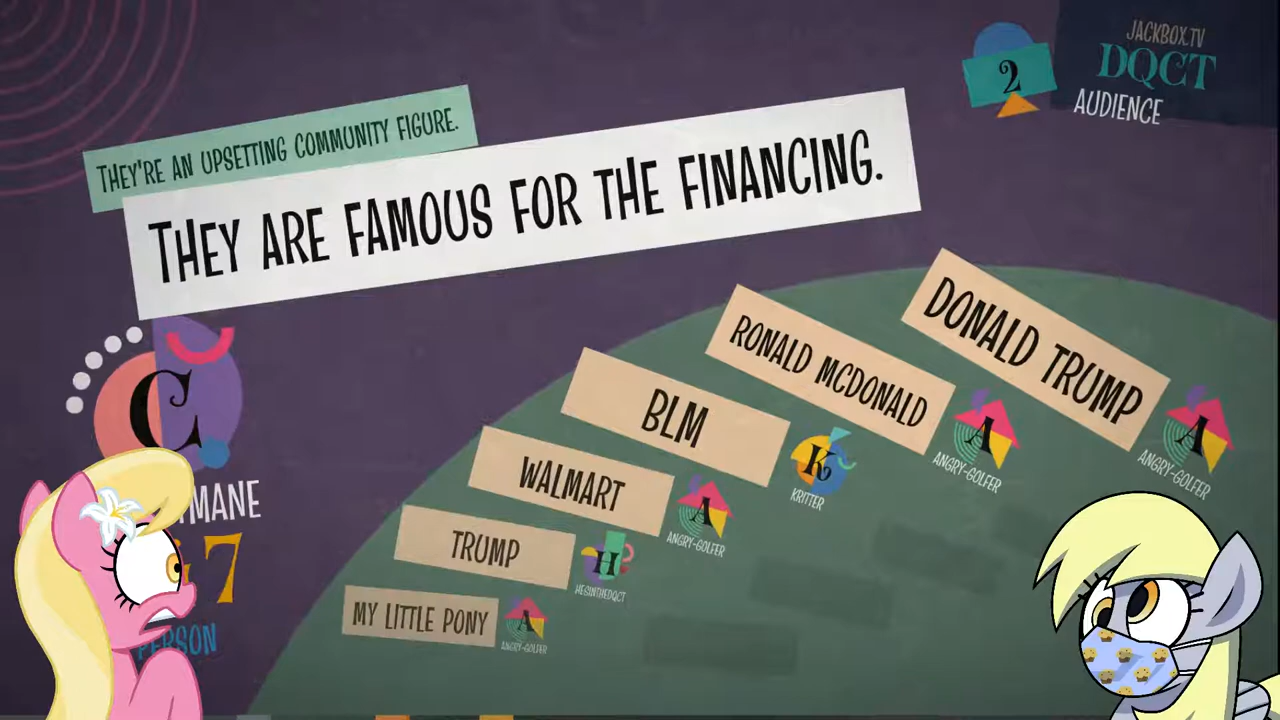 JACKBOX.TV
DQCT
2
AUDIENCE
THEY'RE AN UPSETTING COMMUNITY FIGURE.
THEY ARE FAMOUS FOR THE FINANCING.
DONALD TRUMP
A
ANGRY-GOLFER
RONALD MCDONALD
A
ANGRY-GOLFER
BLM
K
KRITTER
WALMART
A
ANGRY-GOLFER
TRUMP
H
HEGINTHEDQCT
MY LITTLE PONY
A
ANGRY-GOLFER
C
MANE
7
PERSON